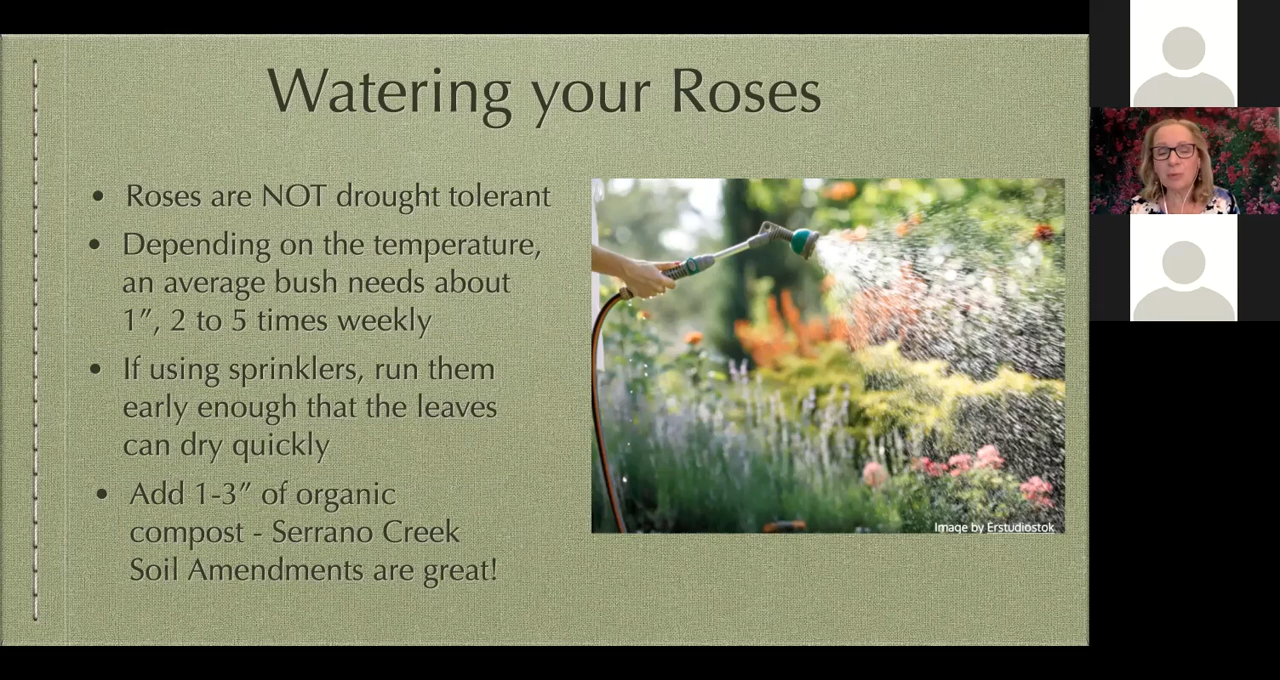 Watering your Roses
• Roses are NOT drought tolerant
• Depending on the temperature,
an average bush needs about
1”, 2 to 5 times weekly
• If using sprinklers, run them
early enough that the leaves
can dry quickly
• Add 1-3” of organic
compost - Serrano Creek
Soil Amendments are great!
Image by Erstudiostok